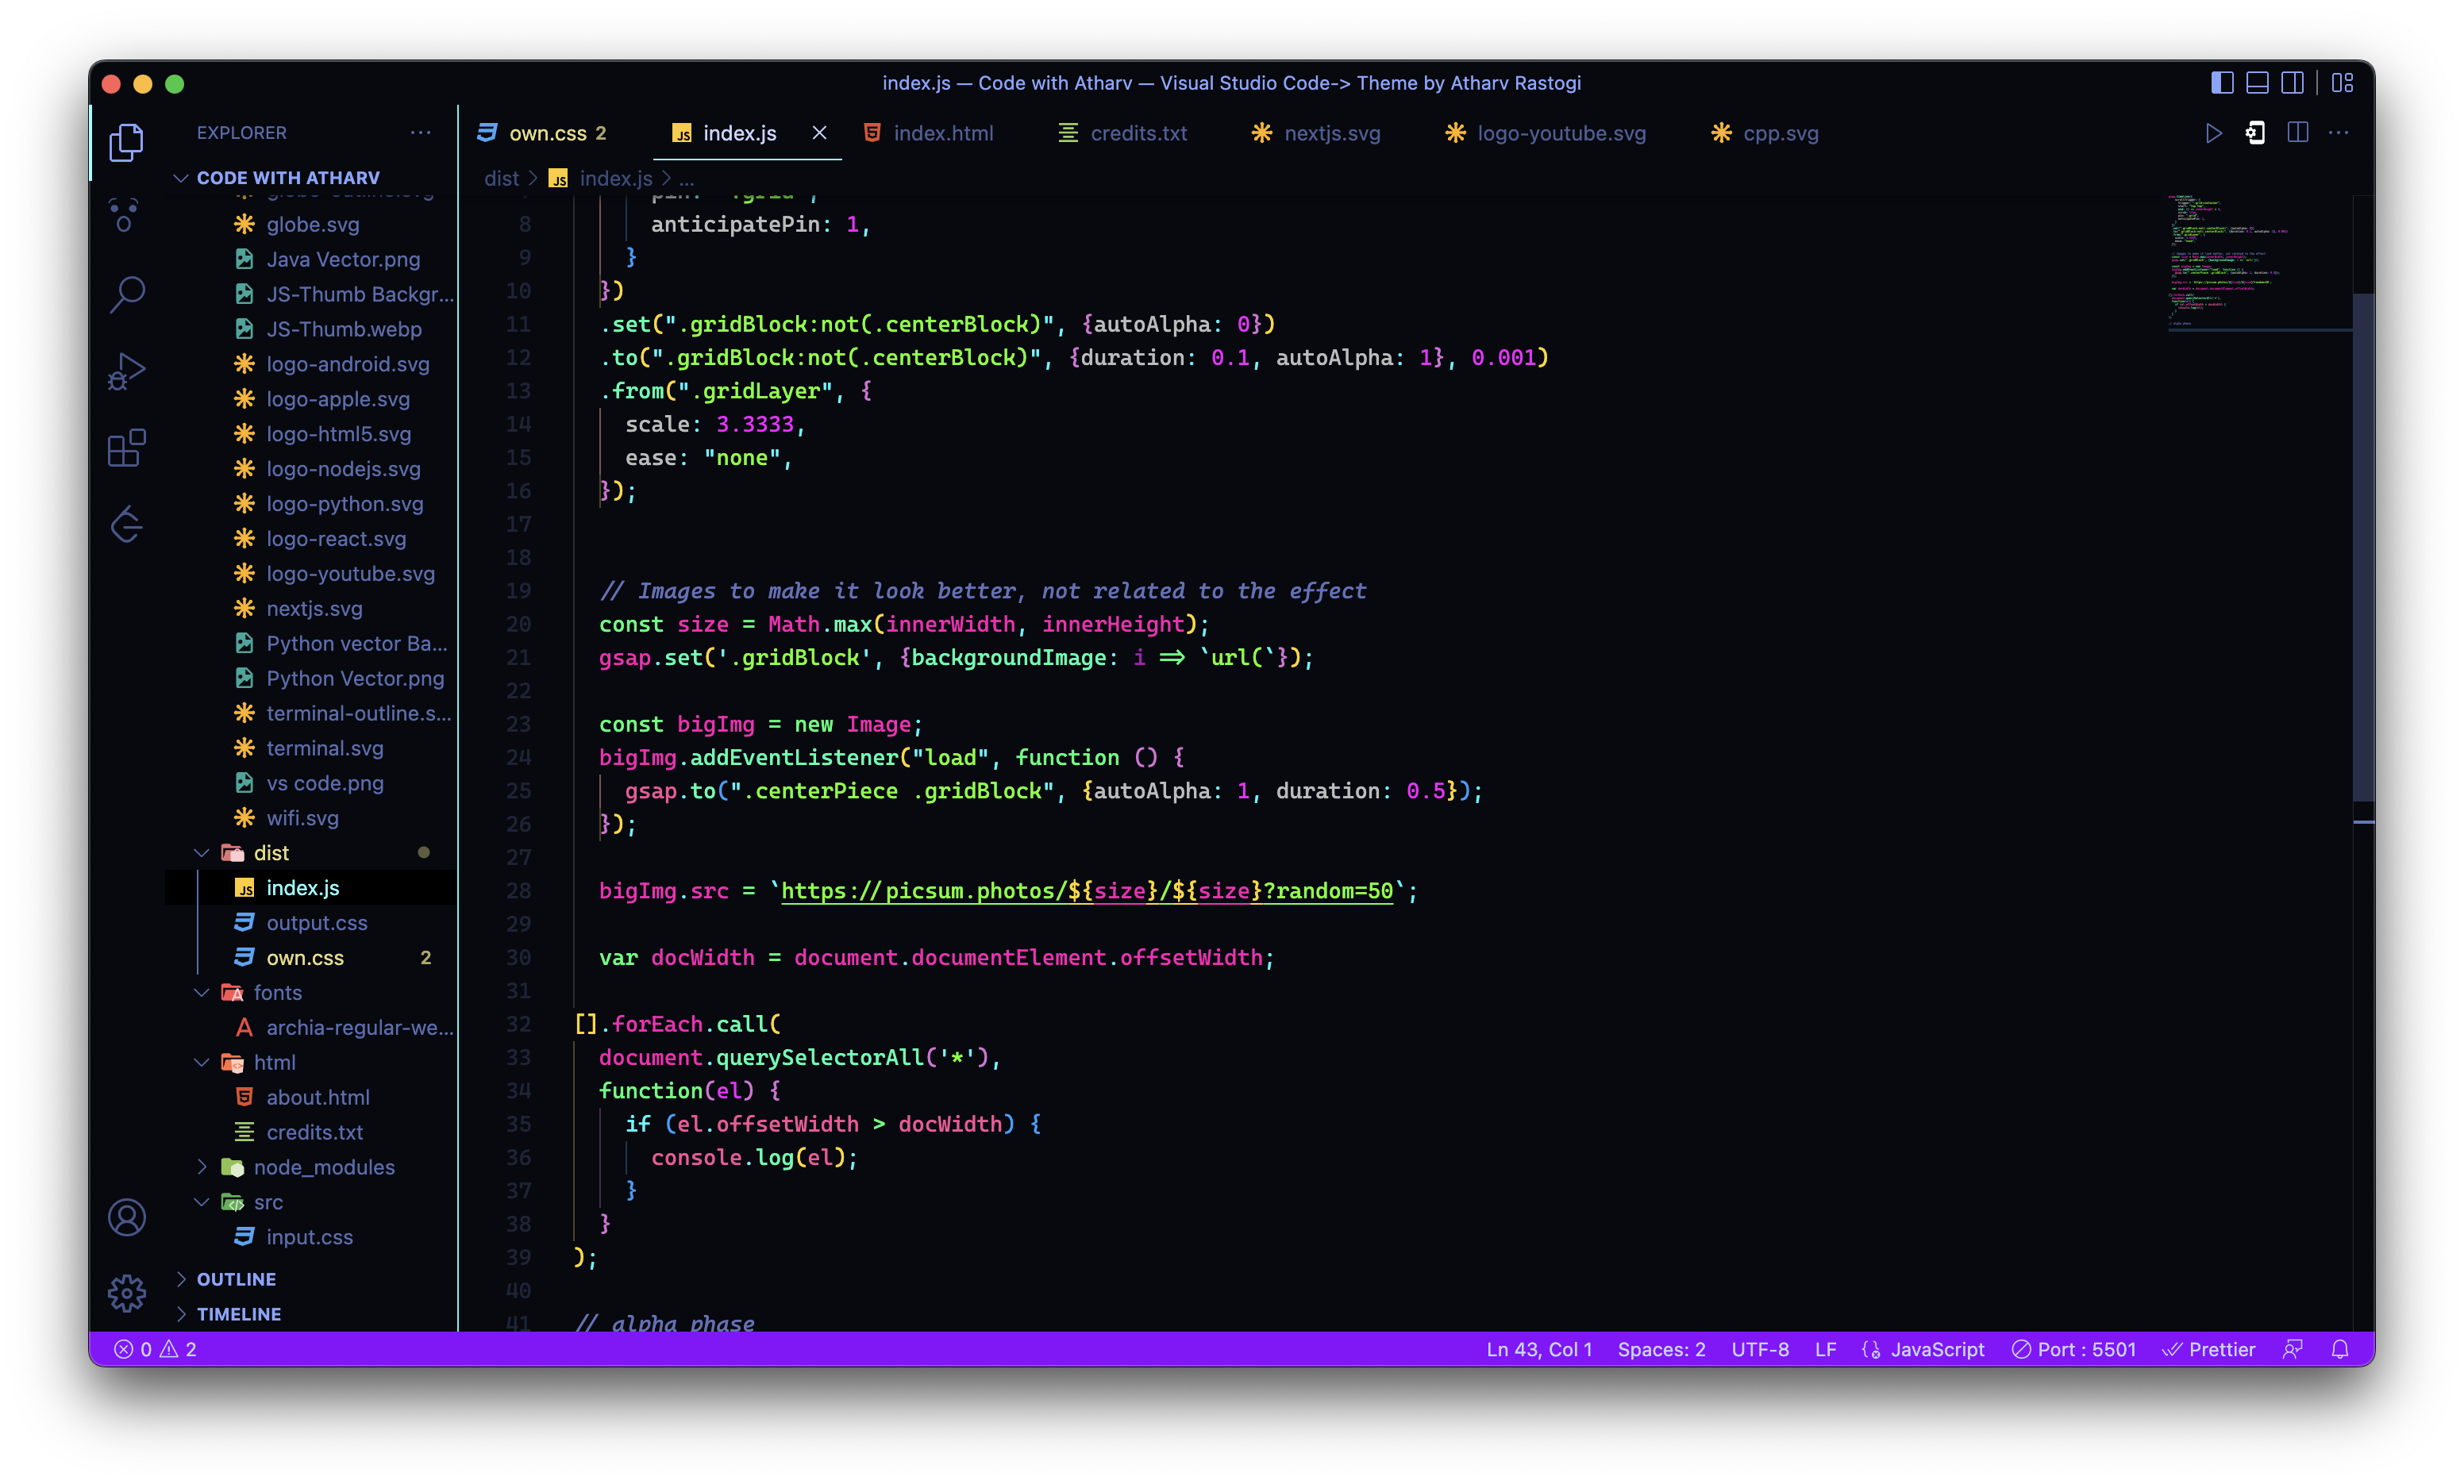 index.js — Code with Atharv — Visual Studio Code-> Theme by Atharv Rastogi
EXPLORER
CODE WITH ATHARV
globe-outline.svg
globe.svg
Java Vector.png
JS-Thumb Backgr...
JS-Thumb.webp
logo-android.svg
logo-apple.svg
logo-html5.svg
logo-nodejs.svg
logo-python.svg
logo-react.svg
logo-youtube.svg
nextjs.svg
Python vector Ba...
Python Vector.png
terminal-outline.s...
terminal.svg
vs code.png
wifi.svg
dist
JS index.js
output.css
own.css 2
fonts
archia-regular-we...
html
about.html
credits.txt
node_modules
src
input.css
OUTLINE
TIMELINE
own.css 2 JS index.js index.html credits.txt nextjs.svg logo-youtube.svg cpp.svg
dist > JS index.js > ...
pin: ".grid",
8 anticipatePin: 1,
9 }
10 })
11 .set(".gridBlock:not(.centerBlock)", {autoAlpha: 0})
12 .to(".gridBlock:not(.centerBlock)", {duration: 0.1, autoAlpha: 1}, 0.001)
13 .from(".gridLayer", {
14 scale: 3.3333,
15 ease: "none",
16 });
17
18
19 // Images to make it look better, not related to the effect
20 const size = Math.max(innerWidth, innerHeight);
21 gsap.set('.gridBlock', {backgroundImage: i => `url(`});
22
23 const bigImg = new Image;
24 bigImg.addEventListener("load", function () {
25 gsap.to(".centerPiece .gridBlock", {autoAlpha: 1, duration: 0.5});
26 });
27
28 bigImg.src = `https://picsum.photos/${size}/${size}?random=50`;
29
30 var docWidth = document.documentElement.offsetWidth;
31
32 [].forEach.call(
33 document.querySelectorAll('*'),
34 function(el) {
35 if (el.offsetWidth > docWidth) {
36 console.log(el);
37 }
38 }
39 );
40
41 // alpha phase
0 2 Ln 43, Col 1 Spaces: 2 UTF-8 LF JavaScript Port : 5501 Prettier